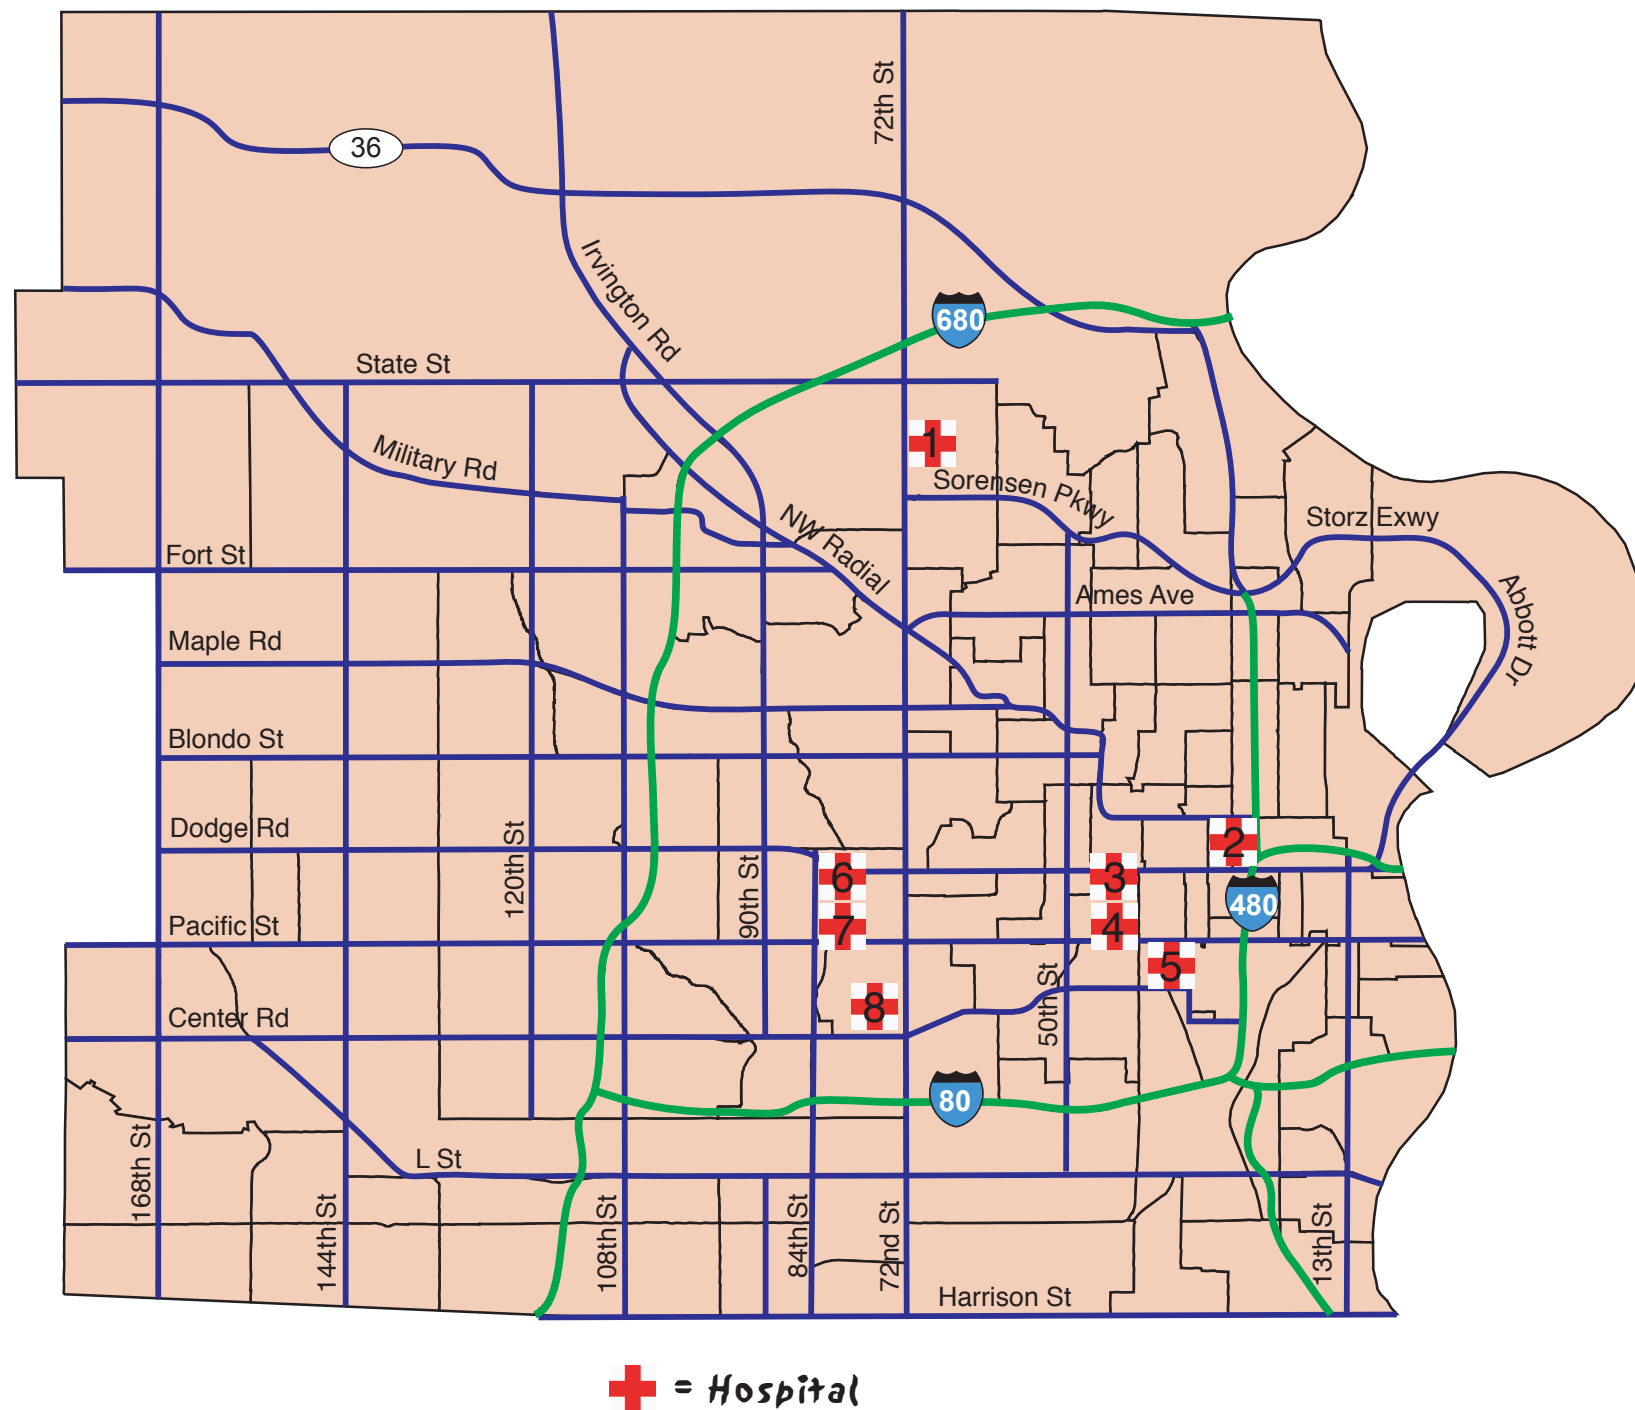 72th St
36
Irvington Rd
680
State St
1
Military Rd
Sorensen Pkwy
NW Radial
Storz Exwy
Fort St
Ames Ave
Abbott Dr
Maple Rd
Blondo St
Dodge Rd
2
120th St
90th St
6
3
480
Pacific St
7
4
5
8
50th St
Center Rd
80
L St
168th St
144th St
108th St
84th St
72nd St
13th St
Harrison St
= Hospital